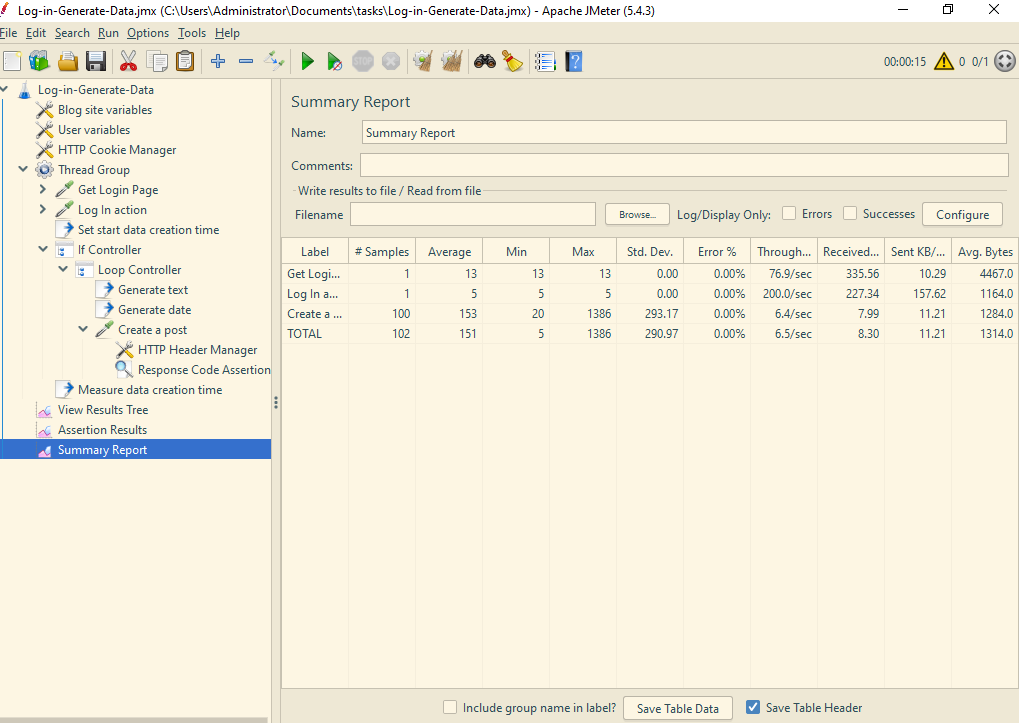 Log-in-Generate-Data.jmx (C:\Users\Administrator\Documents\tasks\Log-in-Generate-Data.jmx) - Apache JMeter (5.4.3)
File Edit Search Run Options Tools Help
STOP 00:00:15 0 0/1
Log-in-Generate-Data
Blog site variables
User variables
HTTP Cookie Manager
Thread Group
Get Login Page
Log In action
Set start data creation time
If Controller
Loop Controller
Generate text
Generate date
Create a post
HTTP Header Manager
Response Code Assertion
Measure data creation time
View Results Tree
Assertion Results
Summary Report
Summary Report
Name: Summary Report
Comments:
Write results to file / Read from file
Filename Browse... Log/Display Only: Errors Successes Configure
Label # Samples Average Min Max Std. Dev. Error % Through... Received... Sent KB/... Avg. Bytes
Get Logi... 1 13 13 13 0.00 0.00% 76.9/sec 335.56 10.29 4467.0
Log In a... 1 5 5 5 0.00 0.00% 200.0/sec 227.34 157.62 1164.0
Create a ... 100 153 20 1386 293.17 0.00% 6.4/sec 7.99 11.21 1284.0
TOTAL 102 151 5 1386 290.97 0.00% 6.5/sec 8.30 11.21 1314.0
Include group name in label? Save Table Data Save Table Header